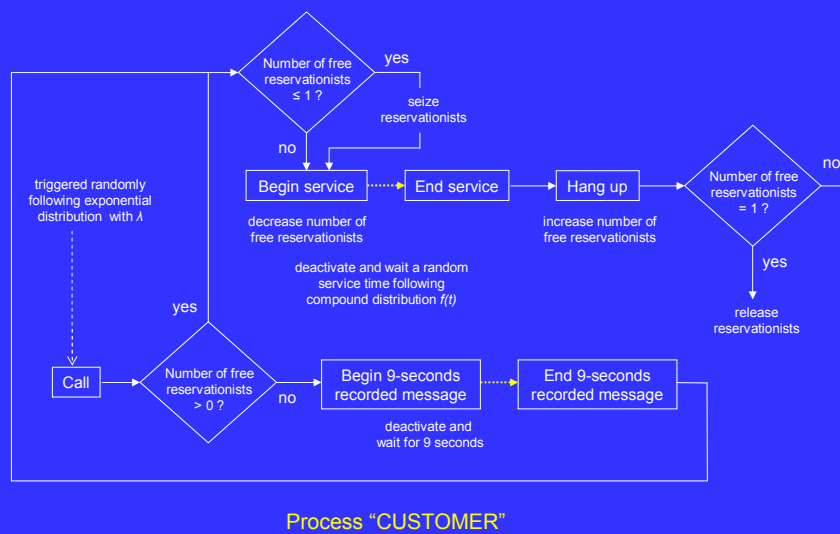 Number of free
reservationists
≤ 1 ?
yes
seize
reservationists
no
Begin service
End service
Hang up
Number of free
reservationists
= 1 ?
no
decrease number of
free reservationists
increase number of
free reservationists
triggered randomly
following exponential
distribution with λ
deactivate and wait a random
service time following
compound distribution f(t)
yes
release
reservationists
yes
Call
Number of free
reservationists
> 0 ?
no
Begin 9-seconds
recorded message
End 9-seconds
recorded message
deactivate and
wait for 9 seconds
Process “CUSTOMER”